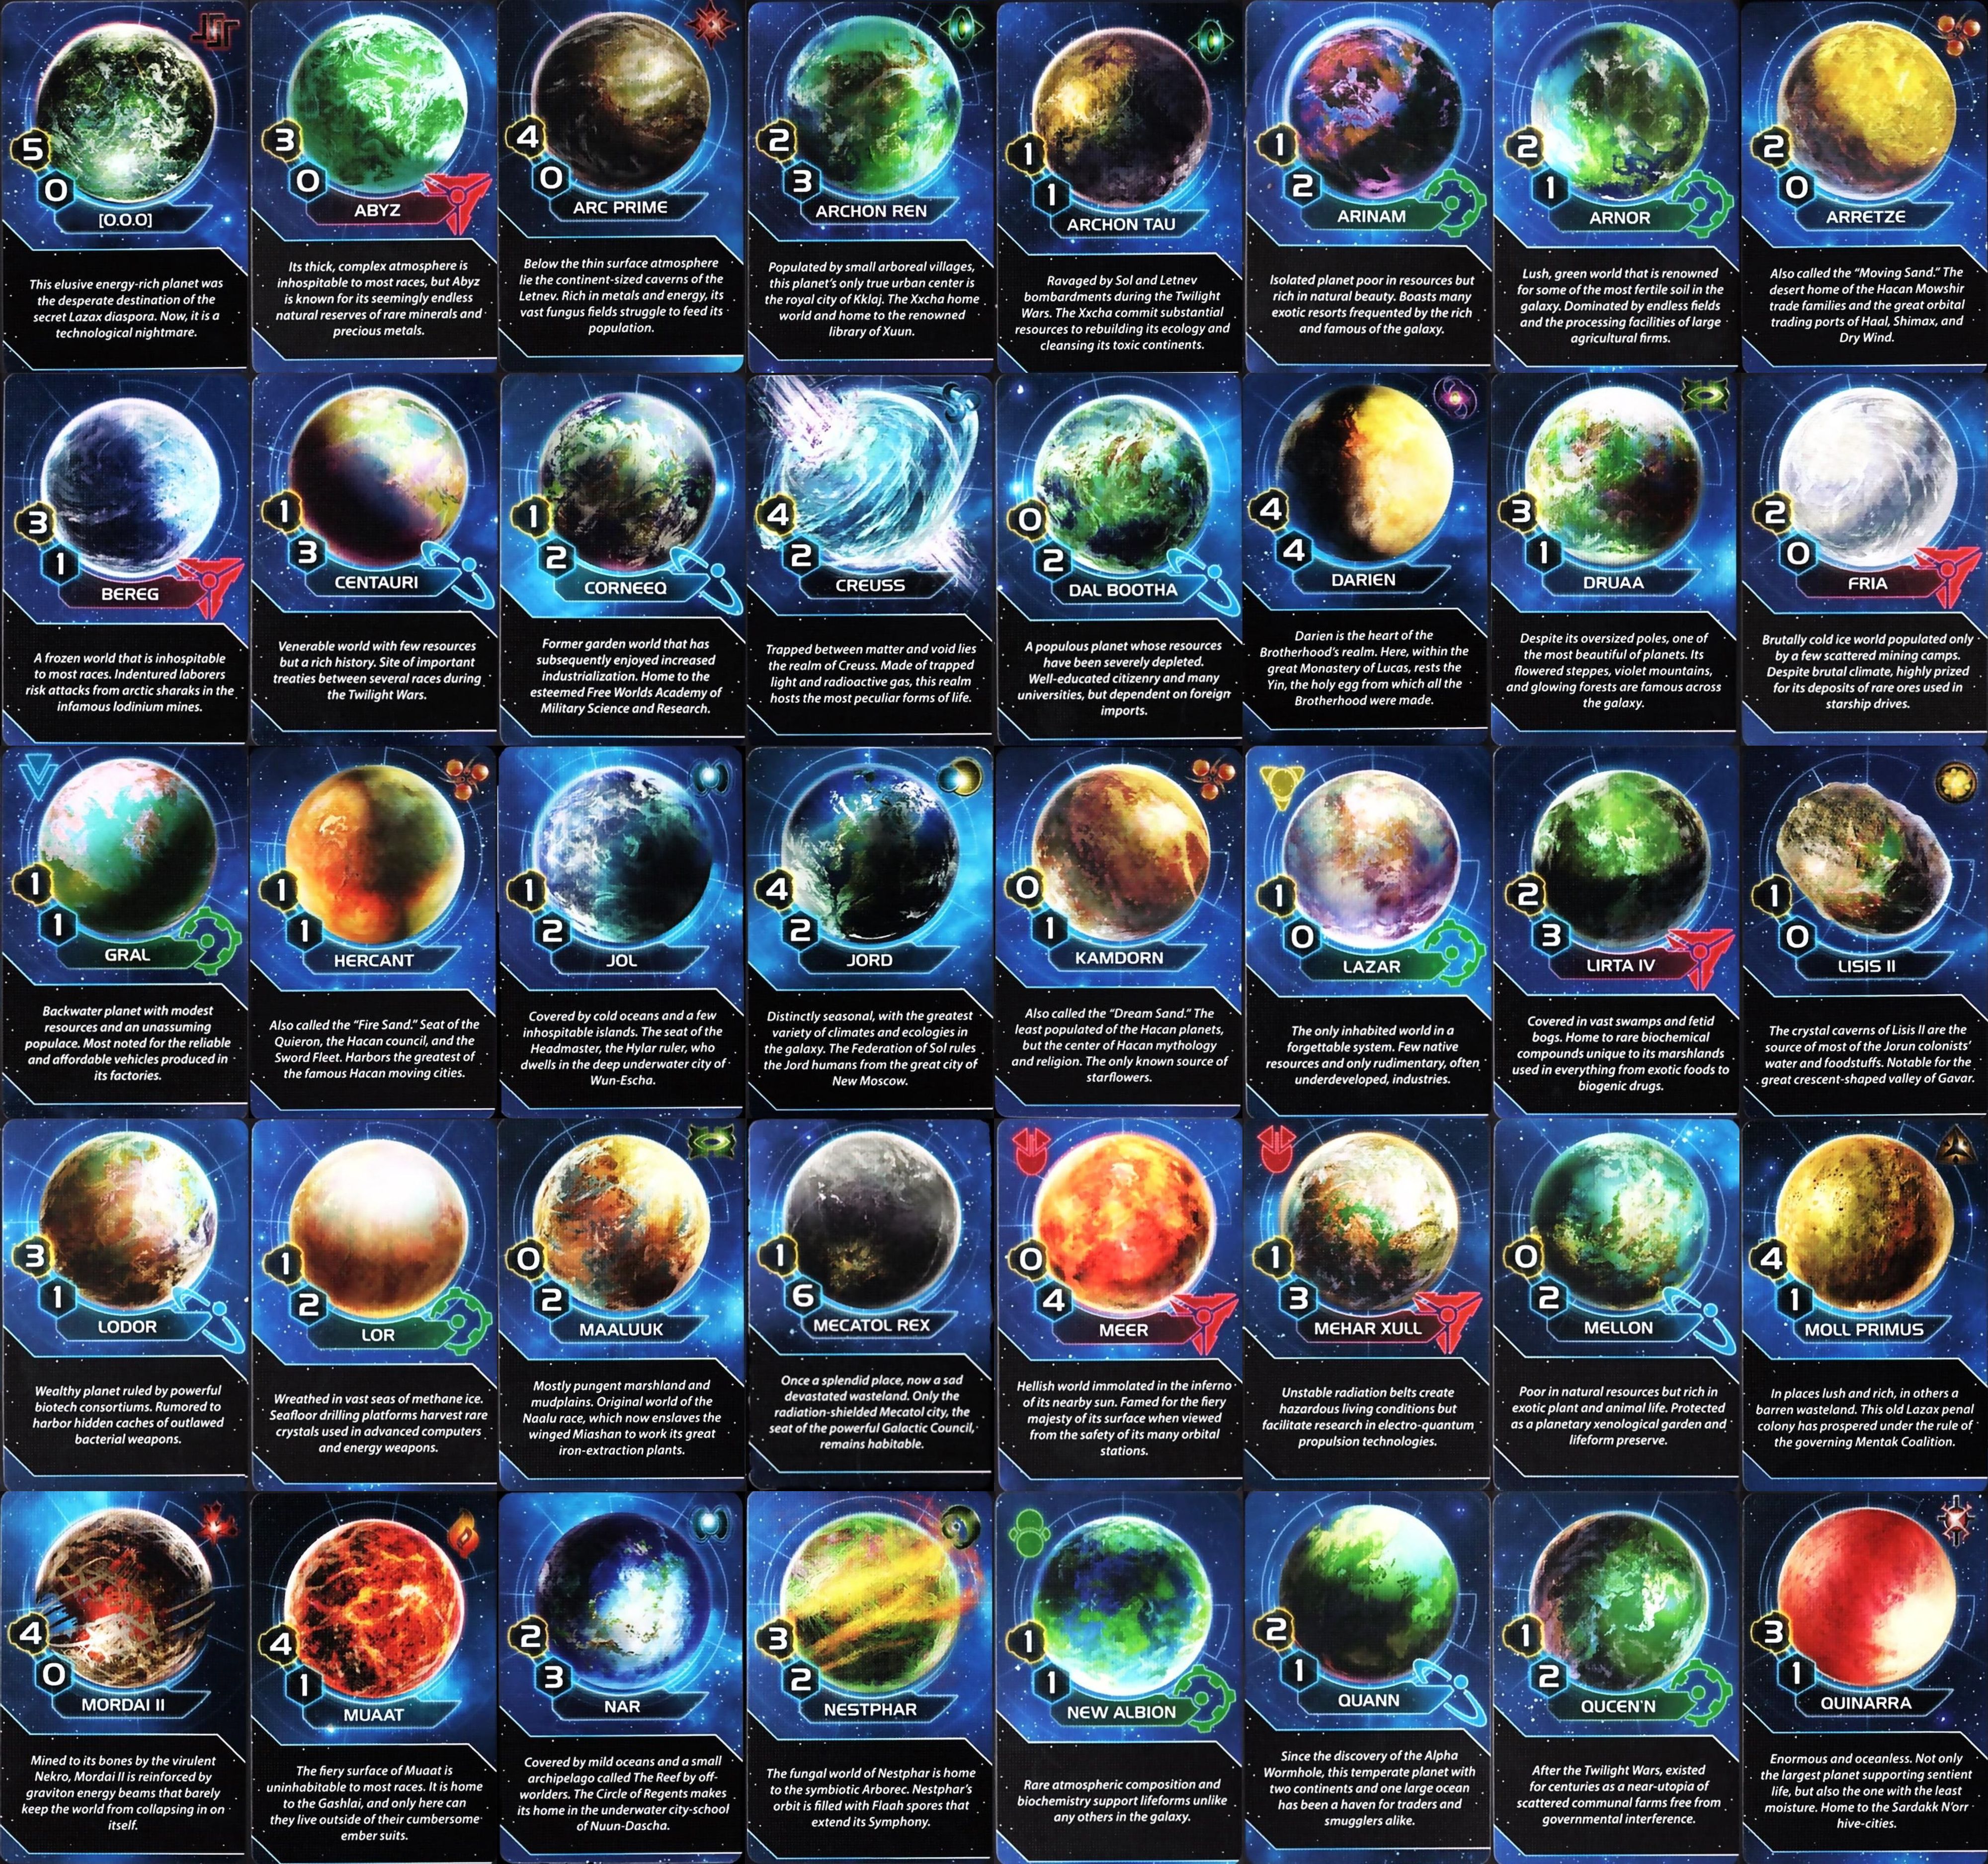 5
0
[0.0.0]
This elusive energy-rich planet was
the desperate destination of the
secret Lazax diaspora. Now, it is a
technological nightmare.
3
0
ABYZ
Its thick, complex atmosphere is
inhospitable to most races, but Abyz
is known for its seemingly endless
natural reserves of rare minerals and
precious metals.
4
0
ARC PRIME
Below the thin surface atmosphere
lie the continent-sized caverns of the
Letnev. Rich in metals and energy, its
vast fungus fields struggle to feed its
population.
2
3
ARCHON REN
Populated by small arboreal villages,
this planet's only true urban center is
the royal city of Kklaj. The Xxcha home
world and home to the renowned
library of Xuun.
1
1
ARCHON TAU
Ravaged by Sol and Letnev
bombardments during the Twilight
Wars. The Xxcha commit substantial
resources to rebuilding its ecology and
cleansing its toxic continents.
1
2
ARINAM
Isolated planet poor in resources but
rich in natural beauty. Boasts many
exotic resorts frequented by the rich
and famous of the galaxy.
2
1
ARNOR
Lush, green world that is renowned
for some of the most fertile soil in the
galaxy. Dominated by endless fields
and the processing facilities of large
agricultural firms.
2
0
ARRETZE
Also called the "Moving Sand." The
desert home of the Hacan Mowshir
trade families and the great orbital
trading ports of Haal, Shimax, and
Dry Wind.
3
1
BEREG
A frozen world that is inhospitable
to most races. Indentured laborers
risk attacks from arctic sharaks in the
infamous Iodinium mines.
1
3
CENTAURI
Venerable world with few resources
but a rich history. Site of important
treaties between several races during
the Twilight Wars.
1
2
CORNEEQ
Former garden world that has
subsequently enjoyed increased
industrialization. Home to the
esteemed Free Worlds Academy of
Military Science and Research.
4
2
CREUSS
Trapped between matter and void lies
the realm of Creuss. Made of trapped
light and radioactive gas, this realm
hosts the most peculiar forms of life.
0
2
DAL BOOTHA
A populous planet whose resources
have been severely depleted.
Well-educated citizenry and many
universities, but dependent on foreign
imports.
4
4
DARIEN
Darien is the heart of the
Brotherhood's realm. Here, within the
great Monastery of Lucas, rests the
Yin, the holy egg from which all the
Brotherhood were made.
3
1
DRUAA
Despite its oversized poles, one of
the most beautiful of planets. Its
flowered steppes, violet mountains,
and glowing forests are famous across
the galaxy.
2
0
FRIA
Brutally cold ice world populated only
by a few scattered mining camps.
Despite brutal climate, highly prized
for its deposits of rare ores used in
starship drives.
1
1
GRAL
Backwater planet with modest
resources and an unassuming
populace. Most noted for the reliable
and affordable vehicles produced in
its factories.
1
1
HERCANT
Also called the "Fire Sand." Seat of the
Quieron, the Hacan council, and the
Sword Fleet. Harbors the greatest of
the famous Hacan moving cities.
1
2
JOL
Covered by cold oceans and a few
inhospitable islands. The seat of the
Headmaster, the Hylar ruler, who
dwells in the deep underwater city of
Wun-Escha.
4
2
JORD
Distinctly seasonal, with the greatest
variety of climates and ecologies in
the galaxy. The Federation of Sol rules
the Jord humans from the great city of
New Moscow.
0
1
KAMDORN
Also called the "Dream Sand." The
least populated of the Hacan planets,
but the center of Hacan mythology
and religion. The only known source of
starflowers.
1
0
LAZAR
The only inhabited world in a
forgettable system. Few native
resources and only rudimentary, often
underdeveloped, industries.
2
3
LIRTA IV
Covered in vast swamps and fetid
bogs. Home to rare biochemical
compounds unique to its marshlands
used in everything from exotic foods to
biogenic drugs.
1
0
LISIS II
The crystal caverns of Lisis II are the
source of most of the Jorun colonists'
water and foodstuffs. Notable for the
great crescent-shaped valley of Gavar.
3
1
LODOR
Wealthy planet ruled by powerful
biotech consortiums. Rumored to
harbor hidden caches of outlawed
bacterial weapons.
1
2
LOR
Wreathed in vast seas of methane ice.
Seafloor drilling platforms harvest rare
crystals used in advanced computers
and energy weapons.
0
2
MAALUUK
Mostly pungent marshland and
mudplains. Original world of the
Naalu race, which now enslaves the
winged Miashan to work its great
iron-extraction plants.
1
6
MECATOL REX
Once a splendid place, now a sad
devastated wasteland. Only the
radiation-shielded Mecatol city, the
seat of the powerful Galactic Council,
remains habitable.
0
4
MEER
Hellish world immolated in the inferno
of its nearby sun. Famed for the fiery
majesty of its surface when viewed
from the safety of its many orbital
stations.
1
3
MEHAR XULL
Unstable radiation belts create
hazardous living conditions but
facilitate research in electro-quantum
propulsion technologies.
0
2
MELLON
Poor in natural resources but rich in
exotic plant and animal life. Protected
as a planetary xenological garden and
lifeform preserve.
4
1
MOLL PRIMUS
In places lush and rich, in others a
barren wasteland. This old Lazax penal
colony has prospered under the rule of
the governing Mentak Coalition.
4
0
MORDAI II
Mined to its bones by the virulent
Nekro, Mordai II is reinforced by
graviton energy beams that barely
keep the world from collapsing in on
itself.
4
1
MUAAT
The fiery surface of Muaat is
uninhabitable to most races. It is home
to the Gashlai, and only here can
they live outside of their cumbersome
ember suits.
2
3
NAR
Covered by mild oceans and a small
archipelago called The Reef by off-
worlders. The Circle of Regents makes
its home in the underwater city-school
of Nuun-Dascha.
3
2
NESTPHAR
The fungal world of Nestphar is home
to the symbiotic Arborec. Nestphar's
orbit is filled with Flaah spores that
extend its Symphony.
1
1
NEW ALBION
Rare atmospheric composition and
biochemistry support lifeforms unlike
any others in the galaxy.
2
1
QUANN
Since the discovery of the Alpha
Wormhole, this temperate planet with
two continents and one large ocean
has been a haven for traders and
smugglers alike.
1
2
QUCEN'N
After the Twilight Wars, existed
for centuries as a near-utopia of
scattered communal farms free from
governmental interference.
3
1
QUINARRA
Enormous and oceanless. Not only
the largest planet supporting sentient
life, but also the one with the least
moisture. Home to the Sardakk N'orr
hive-cities.